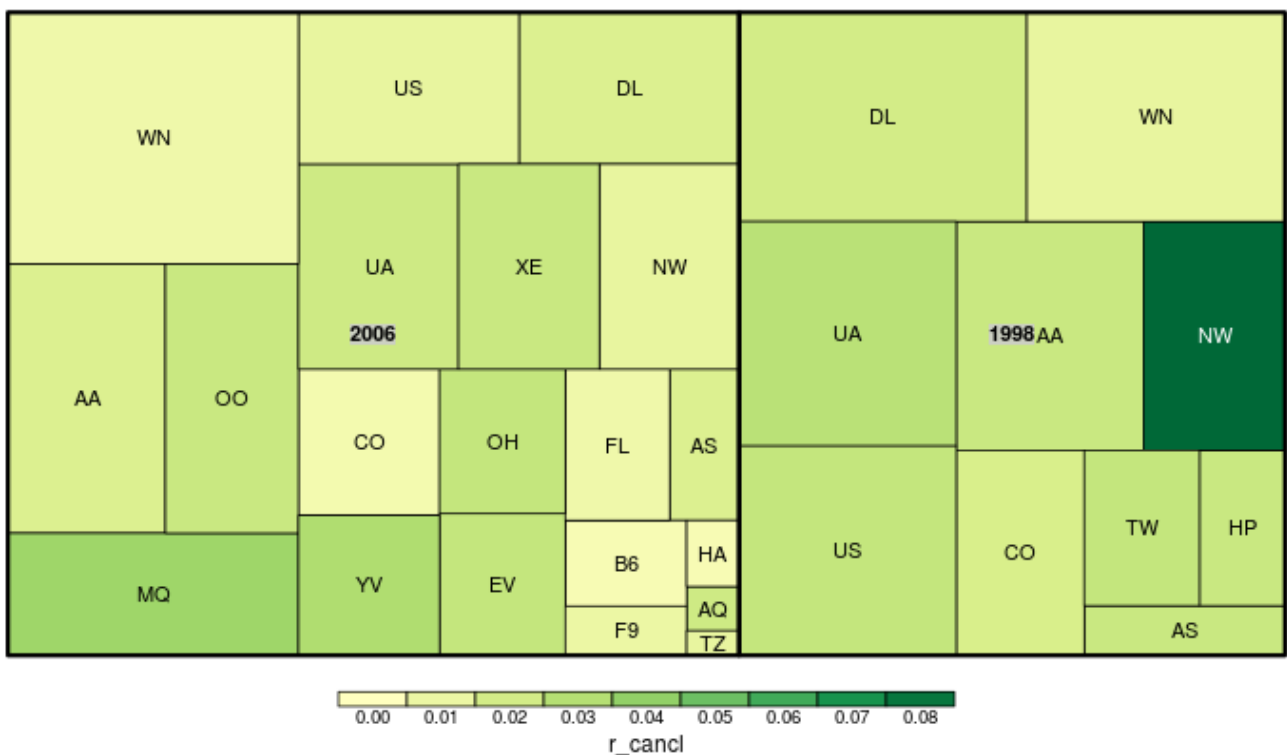 WN
US
DL
DL
WN
UA
XE
NW
2006
UA
1998 AA
NW
AA
OO
CO
OH
FL
AS
MQ
YV
EV
B6
HA
AQ
F9
TZ
US
CO
TW
HP
AS
0.00 0.01 0.02 0.03 0.04 0.05 0.06 0.07 0.08
r_cancl